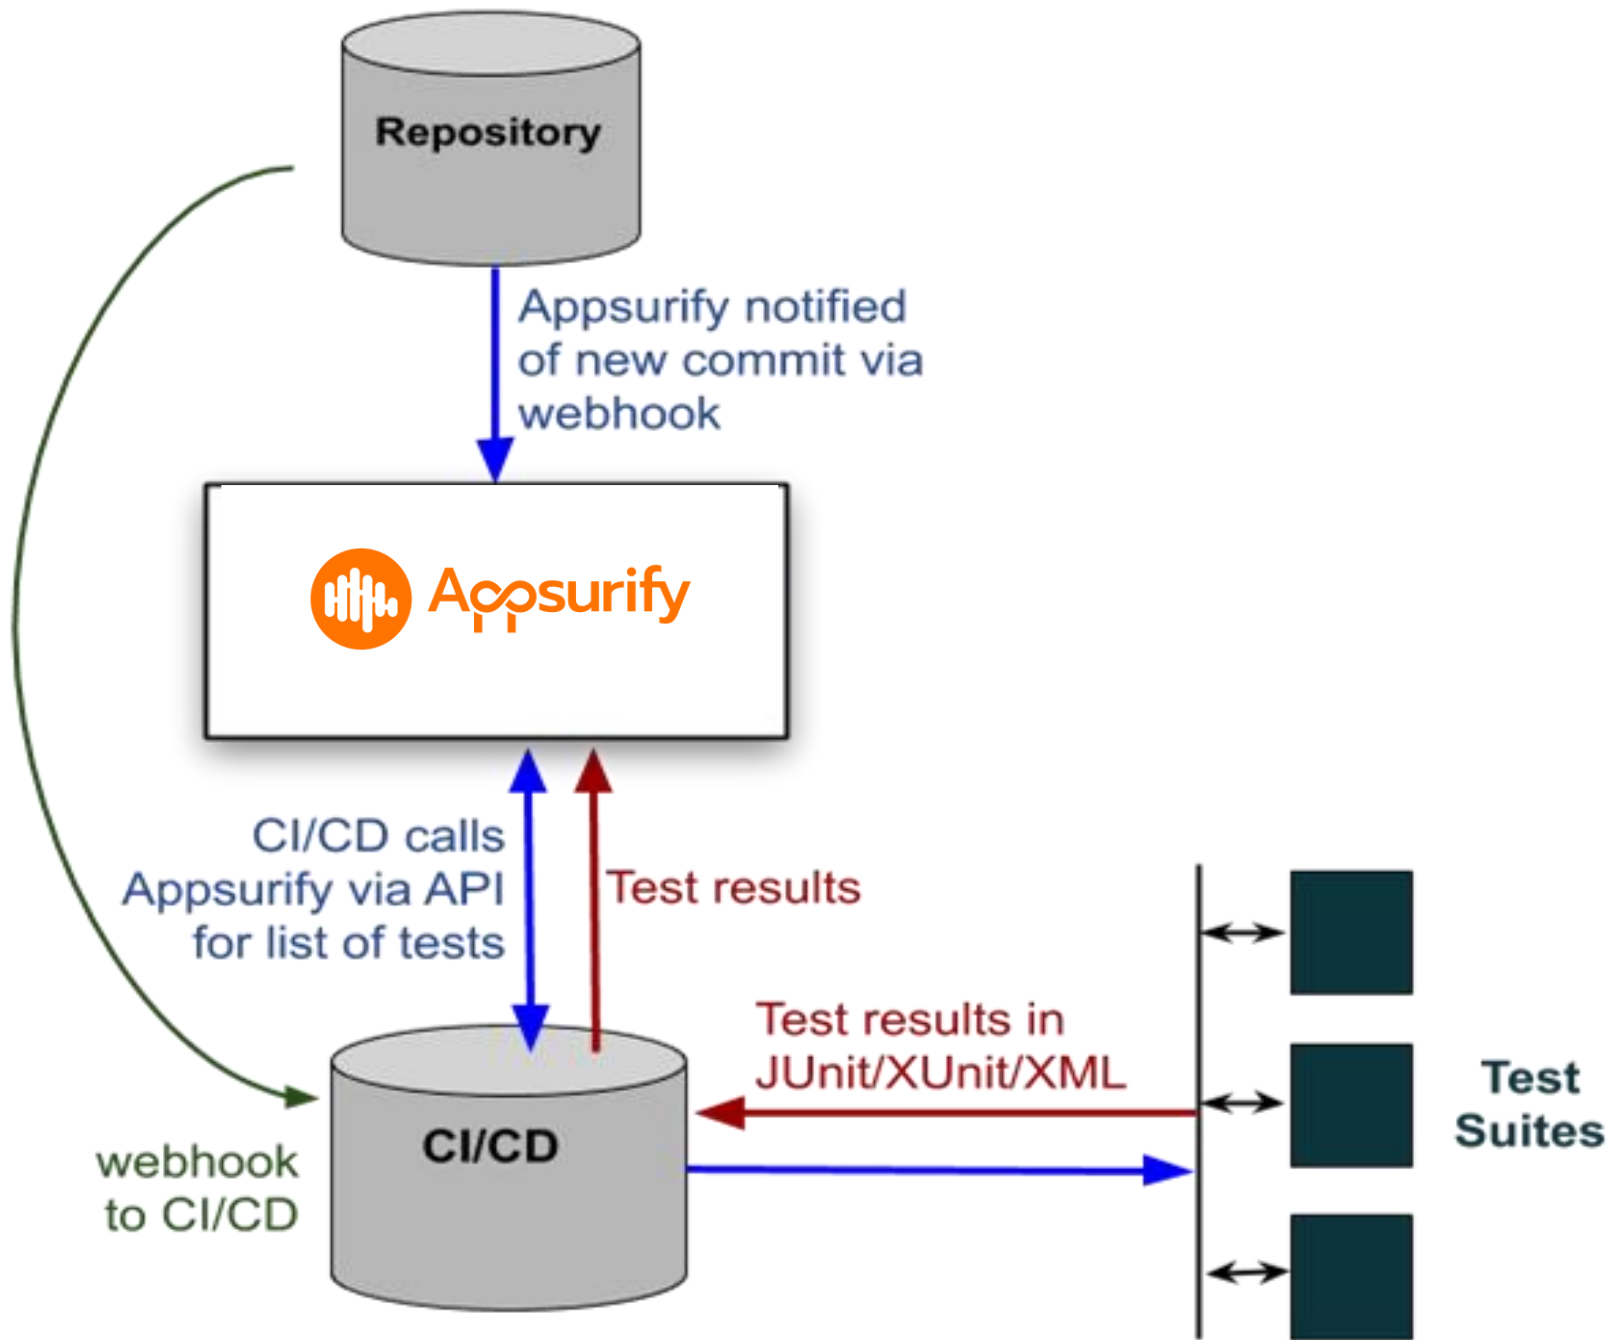 Repository
Appsurify notified
of new commit via
webhook
Appsurify
CI/CD calls
Appsurify via API
for list of tests
Test results
Test results in
JUnit/XUnit/XML
Test
Suites
CI/CD
webhook
to CI/CD